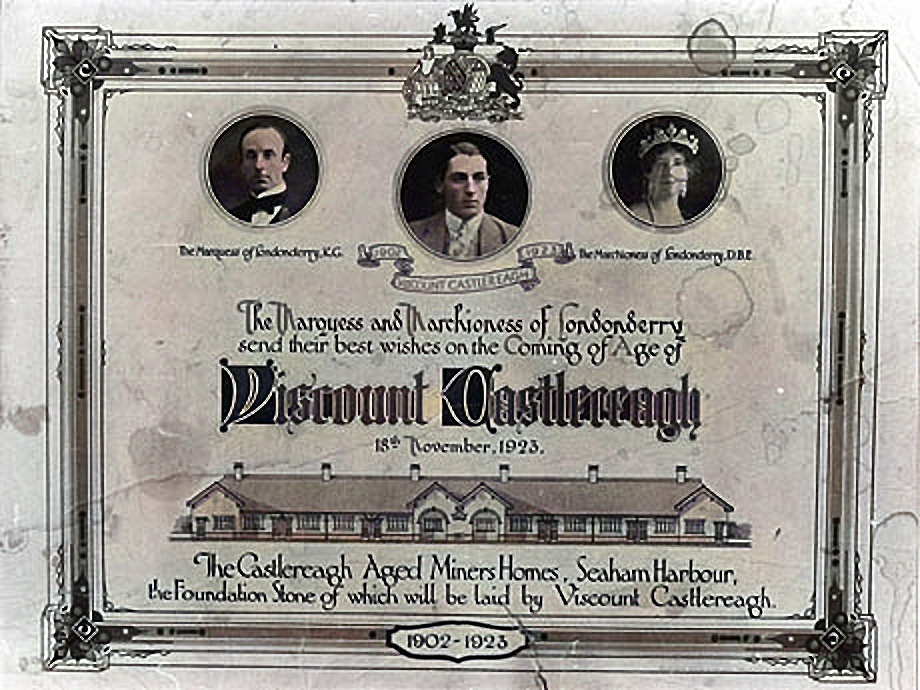 The Marquess of Londonderry, K.G.
1902
1923
The Marchioness of Londonderry, D.B.E.
VISCOUNT CASTLEREAGH
The Marquess and Marchioness of Londonderry
send their best wishes on the Coming of Age of
Viscount Castlereagh
18th November, 1923.
The Castlereagh Aged Miners Homes, Seaham Harbour,
the Foundation Stone of which will be laid by Viscount Castlereagh.
1902-1923